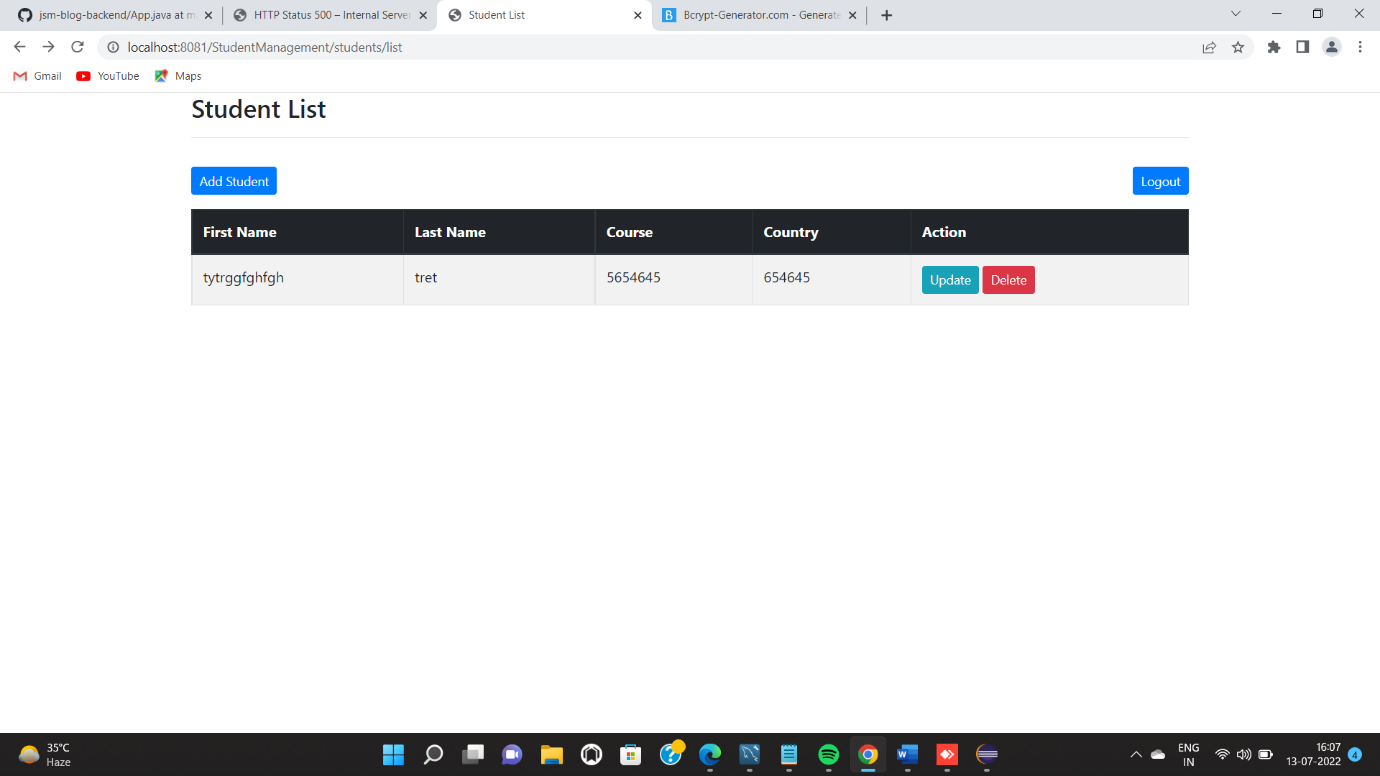 jsm-blog-backend/App.java at m
HTTP Status 500 – Internal Server
Student List
Bcrypt-Generator.com - Generate
localhost:8081/StudentManagement/students/list
Gmail YouTube Maps
Student List
Add Student Logout
First Name Last Name Course Country Action
tytrggfghfgh tret 5654645 654645 Update Delete
35°C
Haze
ENG
IN
16:07
13-07-2022
4